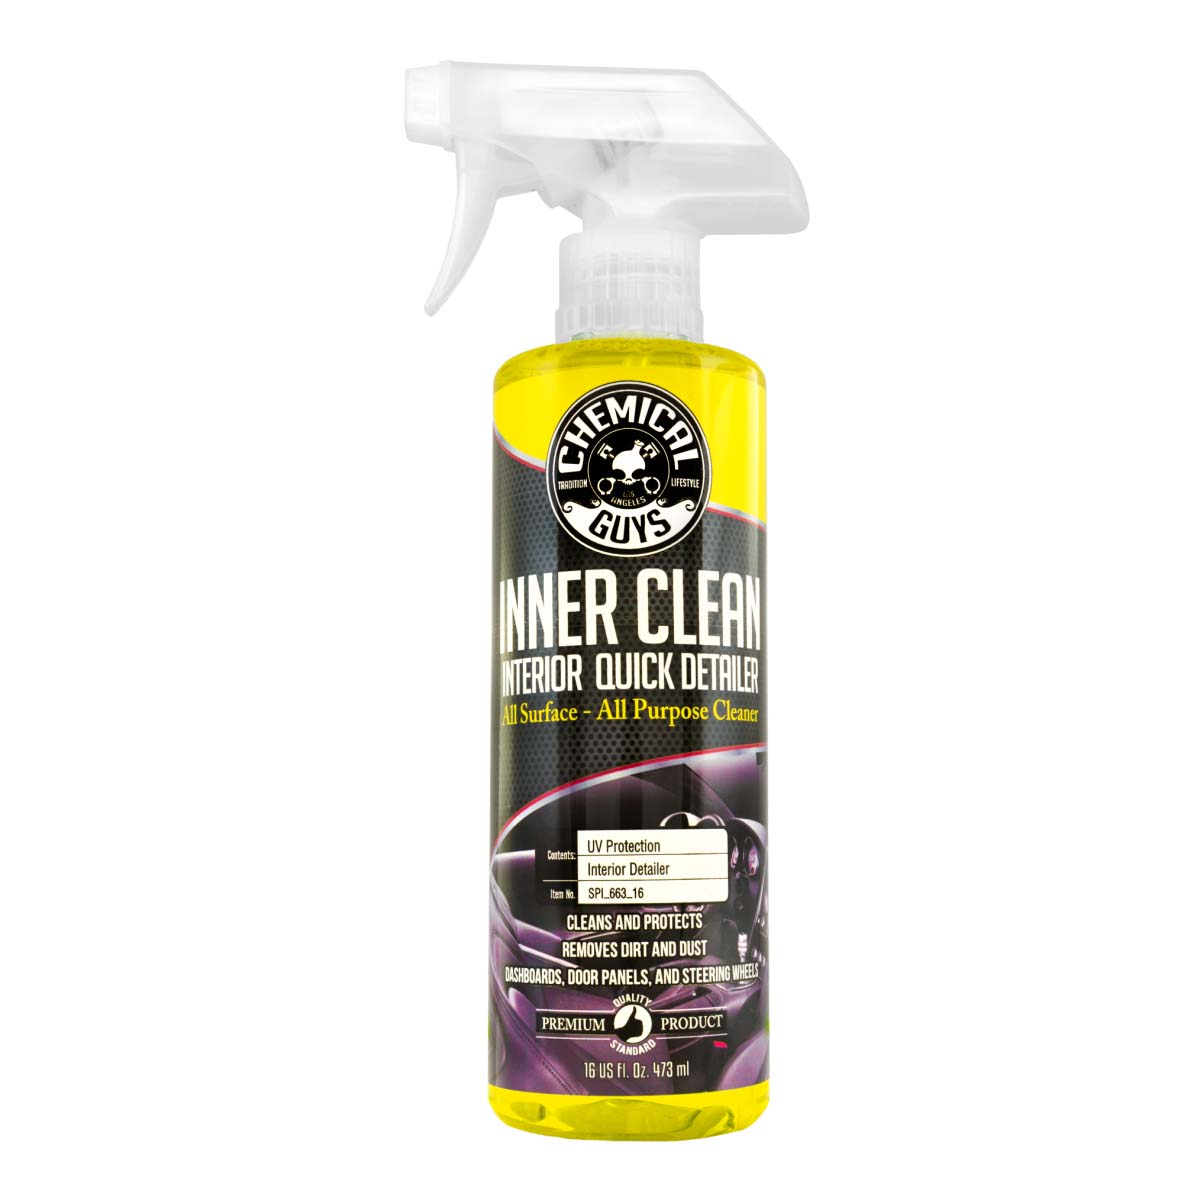 CHEMICAL
TRADITION LIFESTYLE
LOS
ANGELES
GUYS
INNER CLEAN
INTERIOR QUICK DETAILER
All Surface - All Purpose Cleaner
Contents: UV Protection
Interior Detailer
Item No. SPI_663_16
CLEANS AND PROTECTS
REMOVES DIRT AND DUST
DASHBOARDS, DOOR PANELS, AND STEERING WHEELS
QUALITY
PREMIUM PRODUCT
STANDARD
16 US Fl. Oz. 473 ml